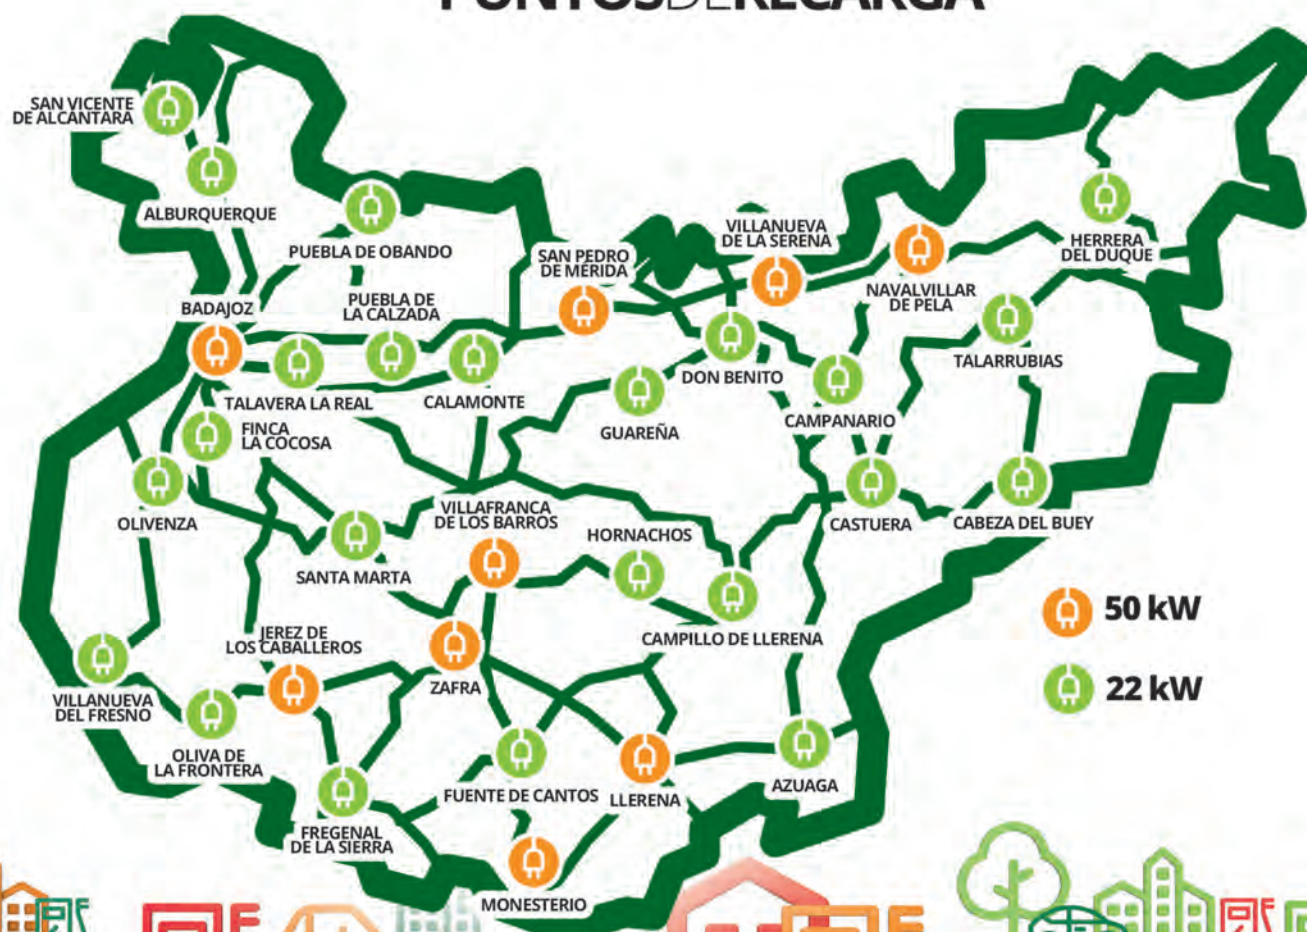 PUNTOSDERECARGA
SAN VICENTE
DE ALCÁNTARA
ALBURQUERQUE
PUEBLA DE OBANDO
VILLANUEVA
DE LA SERENA
SAN PEDRO
DE MÉRIDA
HERRERA
DEL DUQUE
NAVALVILLAR
DE PELA
BADAJOZ
PUEBLA DE
LA CALZADA
TALARRUBIAS
DON BENITO
TALAVERA LA REAL
CALAMONTE
CAMPANARIO
GUAREÑA
FINCA
LA COCOSA
OLIVENZA
VILLAFRANCA
DE LOS BARROS
CASTUERA
CABEZA DEL BUEY
HORNACHOS
SANTA MARTA
50 kW
JEREZ DE
LOS CABALLEROS
CAMPILLO DE LLERENA
ZAFRA
22 kW
VILLANUEVA
DEL FRESNO
OLIVA DE
LA FRONTERA
FUENTE DE CANTOS
LLERENA
AZUAGA
FREGENAL
DE LA SIERRA
MONESTERIO